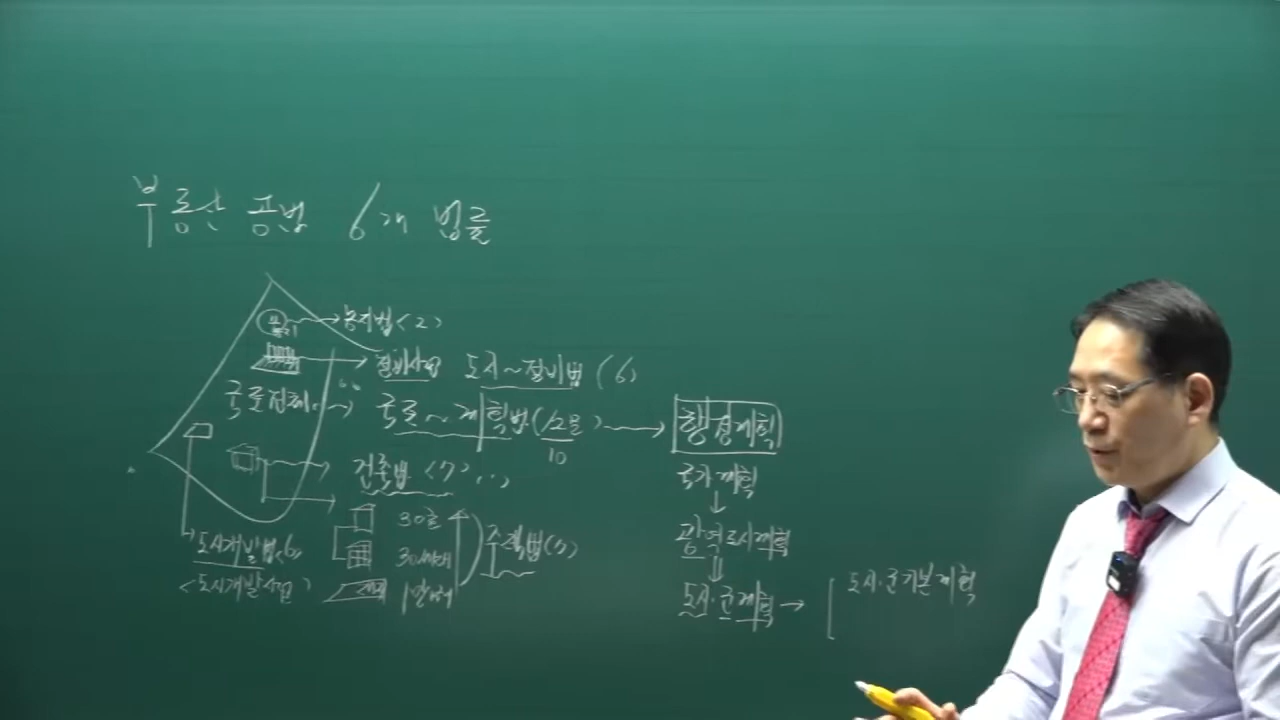 부동산 공법 6개 법률
농지
농지법 <2>
정비사업 도시~정비법 (6)
국토전체 국토~계획법 (12문)
10
행정계획
국가계획
건축법 <7>
광역도시계획
30호
30세대
1만㎡
주택법(7)
도시개발법<6>
<도시개발사업>
도시·군계획 → 도시·군기본계획